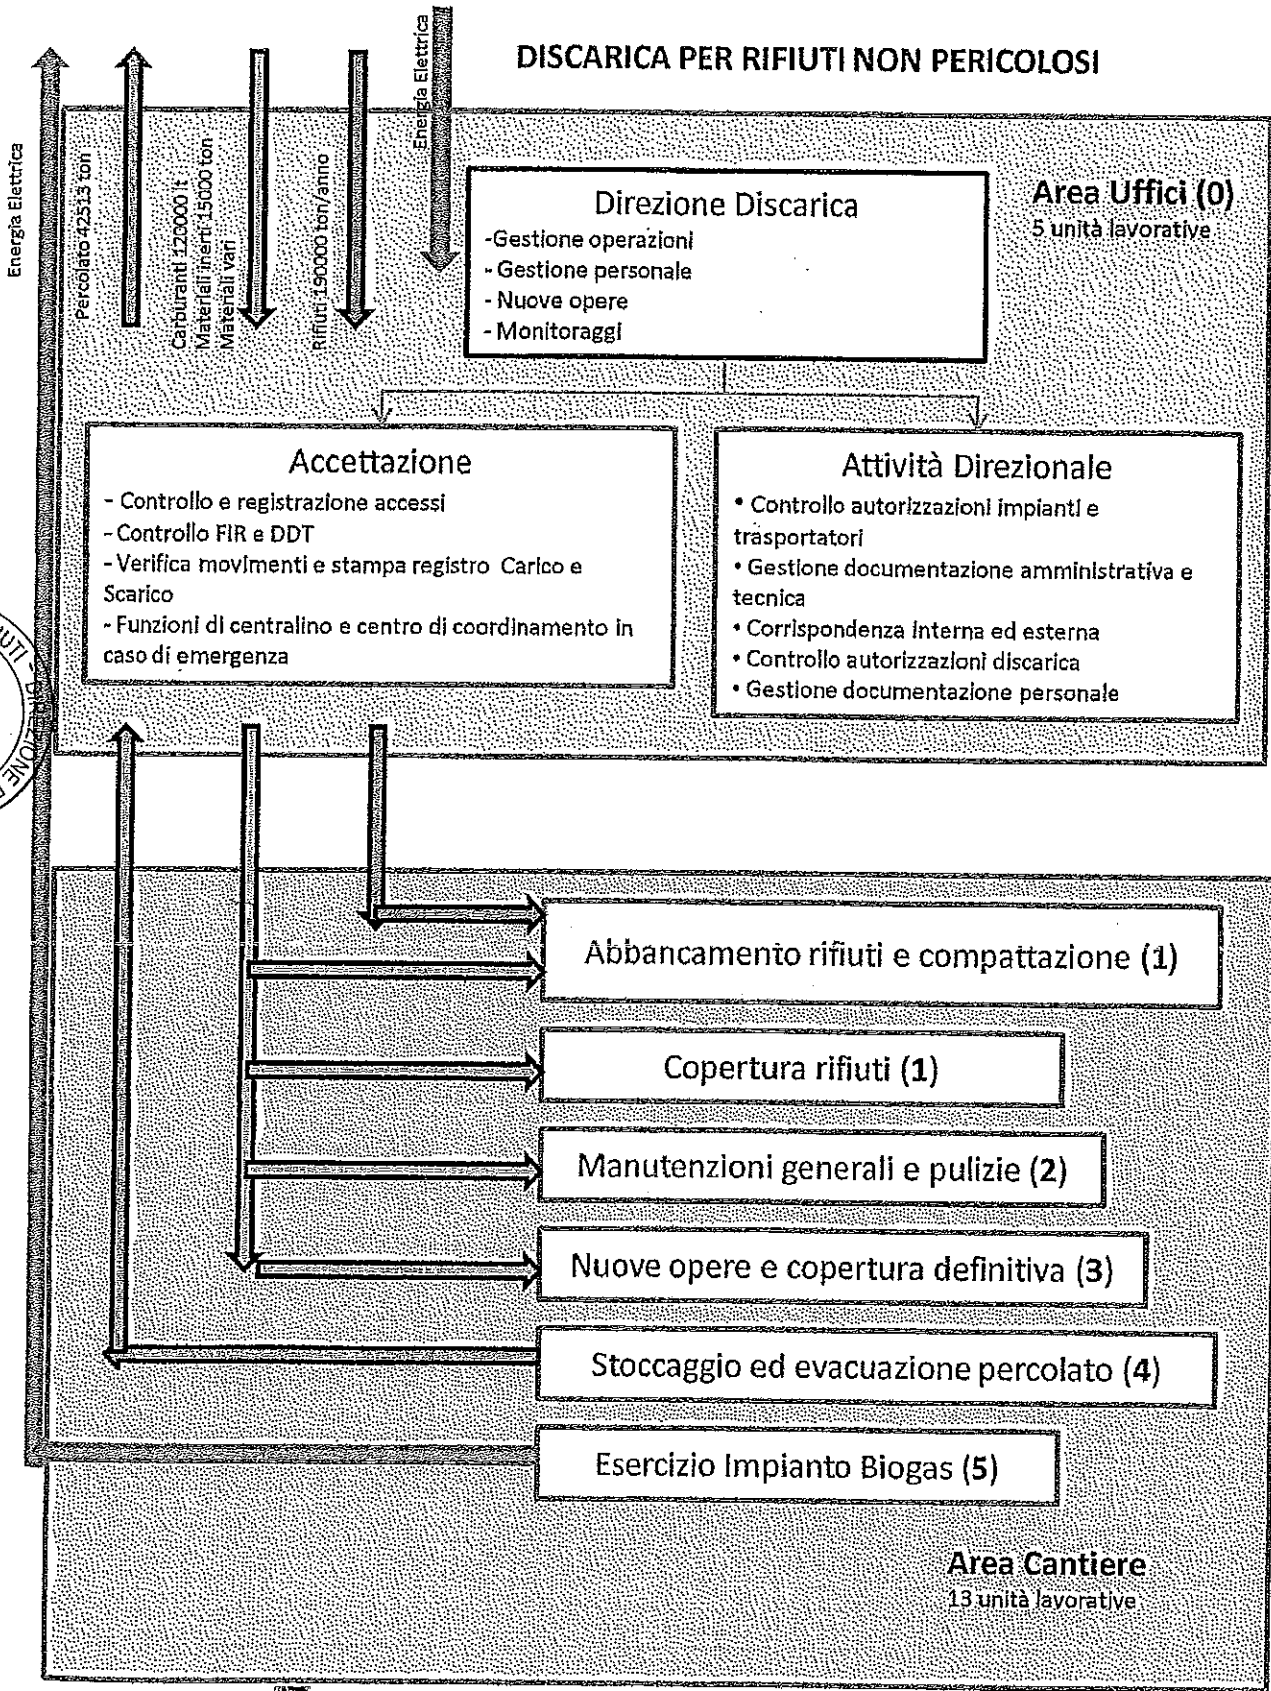 DISCARICA PER RIFIUTI NON PERICOLOSI
Energia Elettrica
Percolato 42513 ton
Carburanti 120000 lt
Materiali inerti 15000 ton
Materiali vari
Rifiuti 190000 ton/anno
Energia Elettrica
Area Uffici (0)
5 unità lavorative
Direzione Discarica
-Gestione operazioni
- Gestione personale
- Nuove opere
- Monitoraggi
Accettazione
- Controllo e registrazione accessi
- Controllo FIR e DDT
- Verifica movimenti e stampa registro Carico e
Scarico
- Funzioni di centralino e centro di coordinamento in
caso di emergenza
Attività Direzionale
• Controllo autorizzazioni impianti e
trasportatori
• Gestione documentazione amministrativa e
tecnica
• Corrispondenza interna ed esterna
• Controllo autorizzazioni discarica
• Gestione documentazione personale
Abbancamento rifiuti e compattazione (1)
Copertura rifiuti (1)
Manutenzioni generali e pulizie (2)
Nuove opere e copertura definitiva (3)
Stoccaggio ed evacuazione percolato (4)
Esercizio Impianto Biogas (5)
Area Cantiere
13 unità lavorative